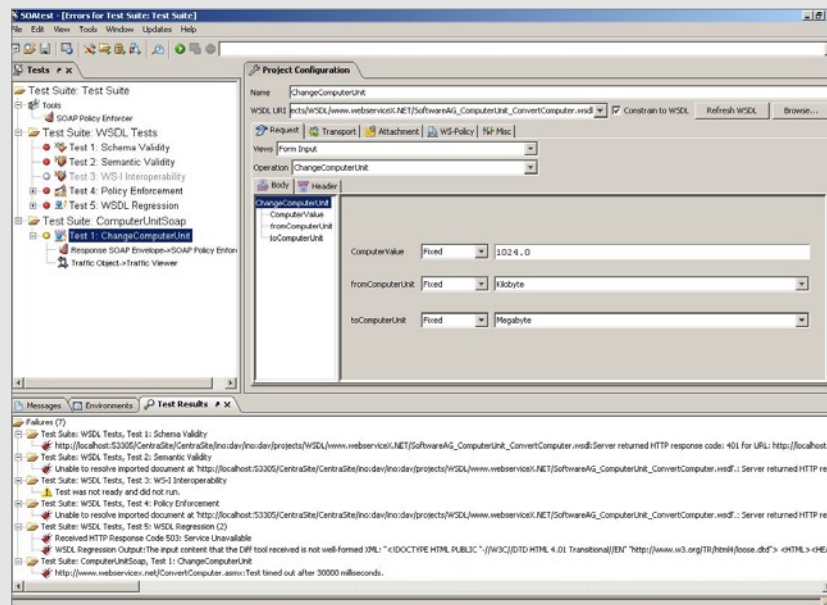 SOAtest - [Errors for Test Suite: Test Suite]
File Edit View Tools Window Updates Help
Tests
Test Suite: Test Suite
Tools
SOAP Policy Enforcer
Test Suite: WSDL Tests
Test 1: Schema Validity
Test 2: Semantic Validity
Test 3: WS-I Interoperability
Test 4: Policy Enforcement
Test 5: WSDL Regression
Test Suite: ComputerUnitSoap
Test 1: ChangeComputerUnit
Response SOAP Envelope->SOAP Policy Enforc
Traffic Object->Traffic Viewer
Project Configuration
Name ChangeComputerUnit
WSDL URI ects/WSDL/www.webserviceX.NET/SoftwareAG_ComputerUnit_ConvertComputer.wsdl Constrain to WSDL Refresh WSDL Browse...
Request Transport Attachment WS-Policy Misc
Views Form Input
Operation ChangeComputerUnit
Body Header
ChangeComputerUnit
ComputerValue
fromComputerUnit
toComputerUnit
ComputerValue Fixed 1024.0
fromComputerUnit Fixed Kilobyte
toComputerUnit Fixed Megabyte
Messages Environments Test Results
Failures (7)
Test Suite: WSDL Tests, Test 1: Schema Validity
http://localhost:53305/CentraSite/CentraSite/ino:dav/ino:dav/projects/WSDL/www.webserviceX.NET/SoftwareAG_ComputerUnit_ConvertComputer.wsdl:Server returned HTTP response code: 401 for URL: http://localhost
Test Suite: WSDL Tests, Test 2: Semantic Validity
Unable to resolve imported document at 'http://localhost:53305/CentraSite/CentraSite/ino:dav/ino:dav/projects/WSDL/www.webserviceX.NET/SoftwareAG_ComputerUnit_ConvertComputer.wsdl'.: Server returned HTTP re
Test Suite: WSDL Tests, Test 3: WS-I Interoperability
Test was not ready and did not run.
Test Suite: WSDL Tests, Test 4: Policy Enforcement
Unable to resolve imported document at 'http://localhost:53305/CentraSite/CentraSite/ino:dav/ino:dav/projects/WSDL/www.webserviceX.NET/SoftwareAG_ComputerUnit_ConvertComputer.wsdl'.: Server returned HTTP re
Test Suite: WSDL Tests, Test 5: WSDL Regression (2)
Received HTTP Response Code 503: Service Unavailable
WSDL Regression Output:The input content that the Diff tool received is not well-formed XML: "<!DOCTYPE HTML PUBLIC "-//W3C//DTD HTML 4.01 Transitional//EN" "http://www.w3.org/TR/html4/loose.dtd"> <HTML><HEA
Test Suite: ComputerUnitSoap, Test 1: ChangeComputerUnit
http://www.webservicex.net/ConvertComputer.asmx:Test timed out after 30000 milliseconds.